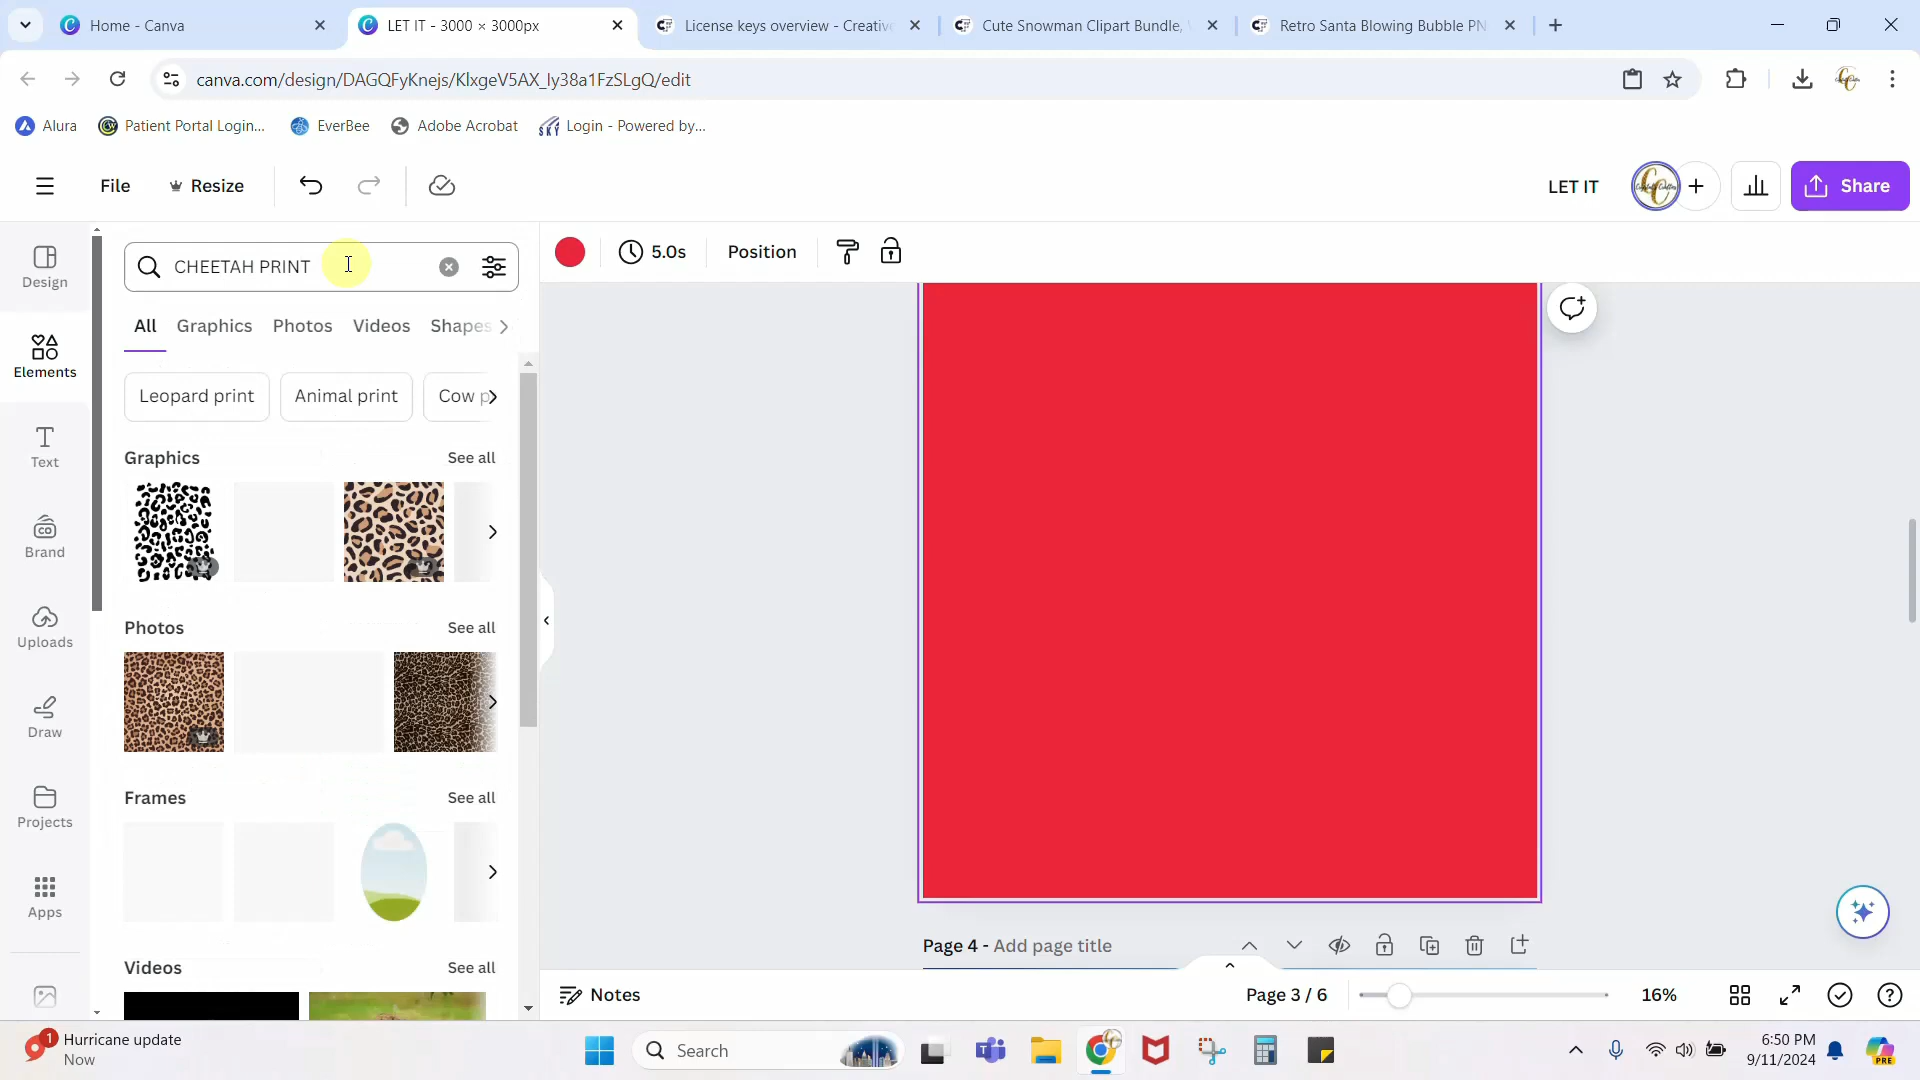 Home - Canva
LET IT - 3000 × 3000px
License keys overview - Creativ
Cute Snowman Clipart Bundle,
Retro Santa Blowing Bubble PN
canva.com/design/DAGQFyKnejs/KlxgeV5AX_Iy38a1FzSLgQ/edit
Alura
Patient Portal Login...
EverBee
Adobe Acrobat
Login - Powered by...
File
Resize
LET IT
Share
CHEETAH PRINT
5.0s
Position
Design
Elements
Text
Brand
Uploads
Draw
Projects
Apps
All
Graphics
Photos
Videos
Shapes
Leopard print
Animal print
Cow p
Graphics
See all
Photos
See all
Frames
See all
Videos
See all
Page 4 - Add page title
Notes
Page 3 / 6
16%
1
Hurricane update
Now
Search
6:50 PM
9/11/2024